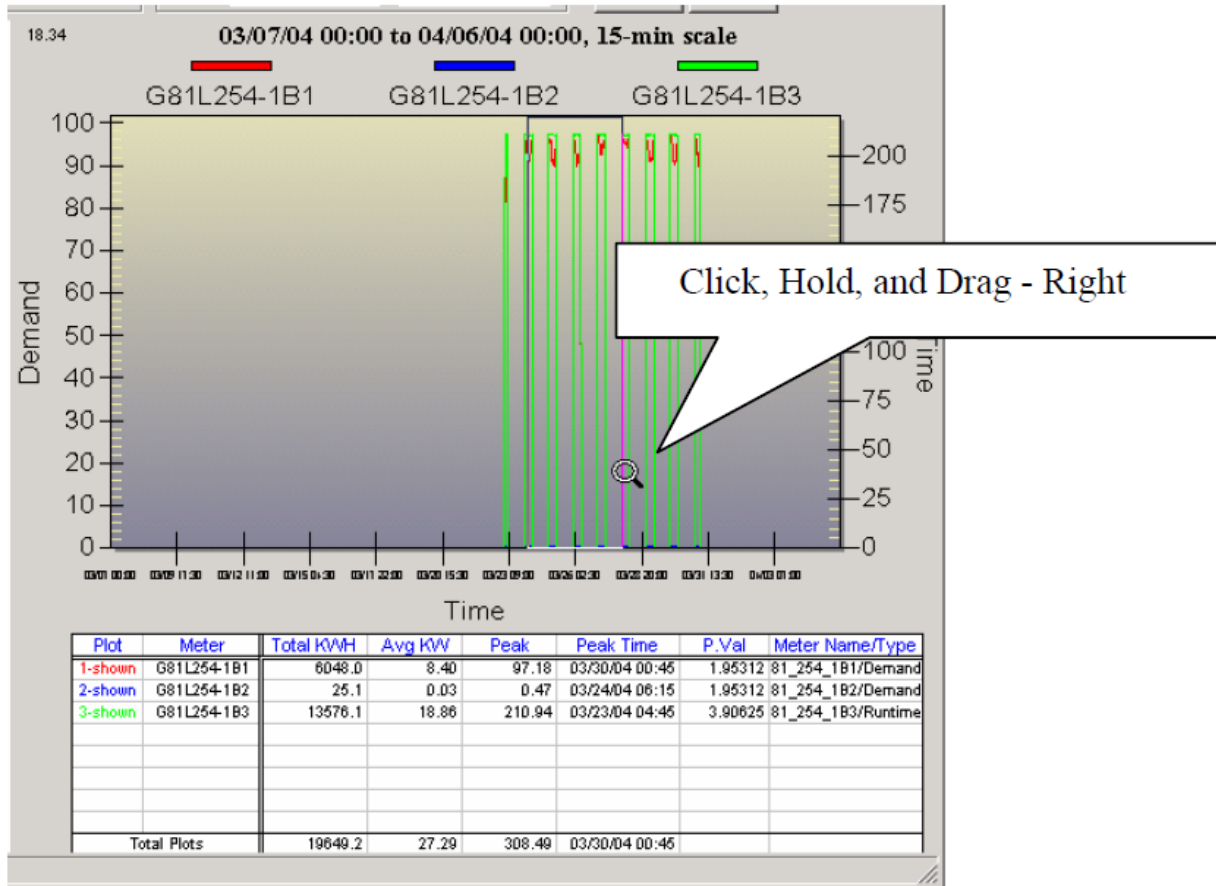 18.34
03/07/04 00:00 to 04/06/04 00:00, 15-min scale
G81L254-1B1 G81L254-1B2 G81L254-1B3
100
90
80
70
60
50
40
30
20
10
0
Demand
200
175
100
75
50
25
0
Time
Click, Hold, and Drag - Right
Time
Plot Meter Total KWH Avg KW Peak Peak Time P.Val Meter Name/Type
1-shown G81L254-1B1 6048.0 8.40 97.18 03/30/04 00:45 1.95312 81_254_1B1/Demand
2-shown G81L254-1B2 25.1 0.03 0.47 03/24/04 06:15 1.95312 81_254_1B2/Demand
3-shown G81L254-1B3 13576.1 18.86 210.94 03/23/04 04:45 3.90625 81_254_1B3/Runtime
Total Plots 19649.2 27.29 308.49 03/30/04 00:45